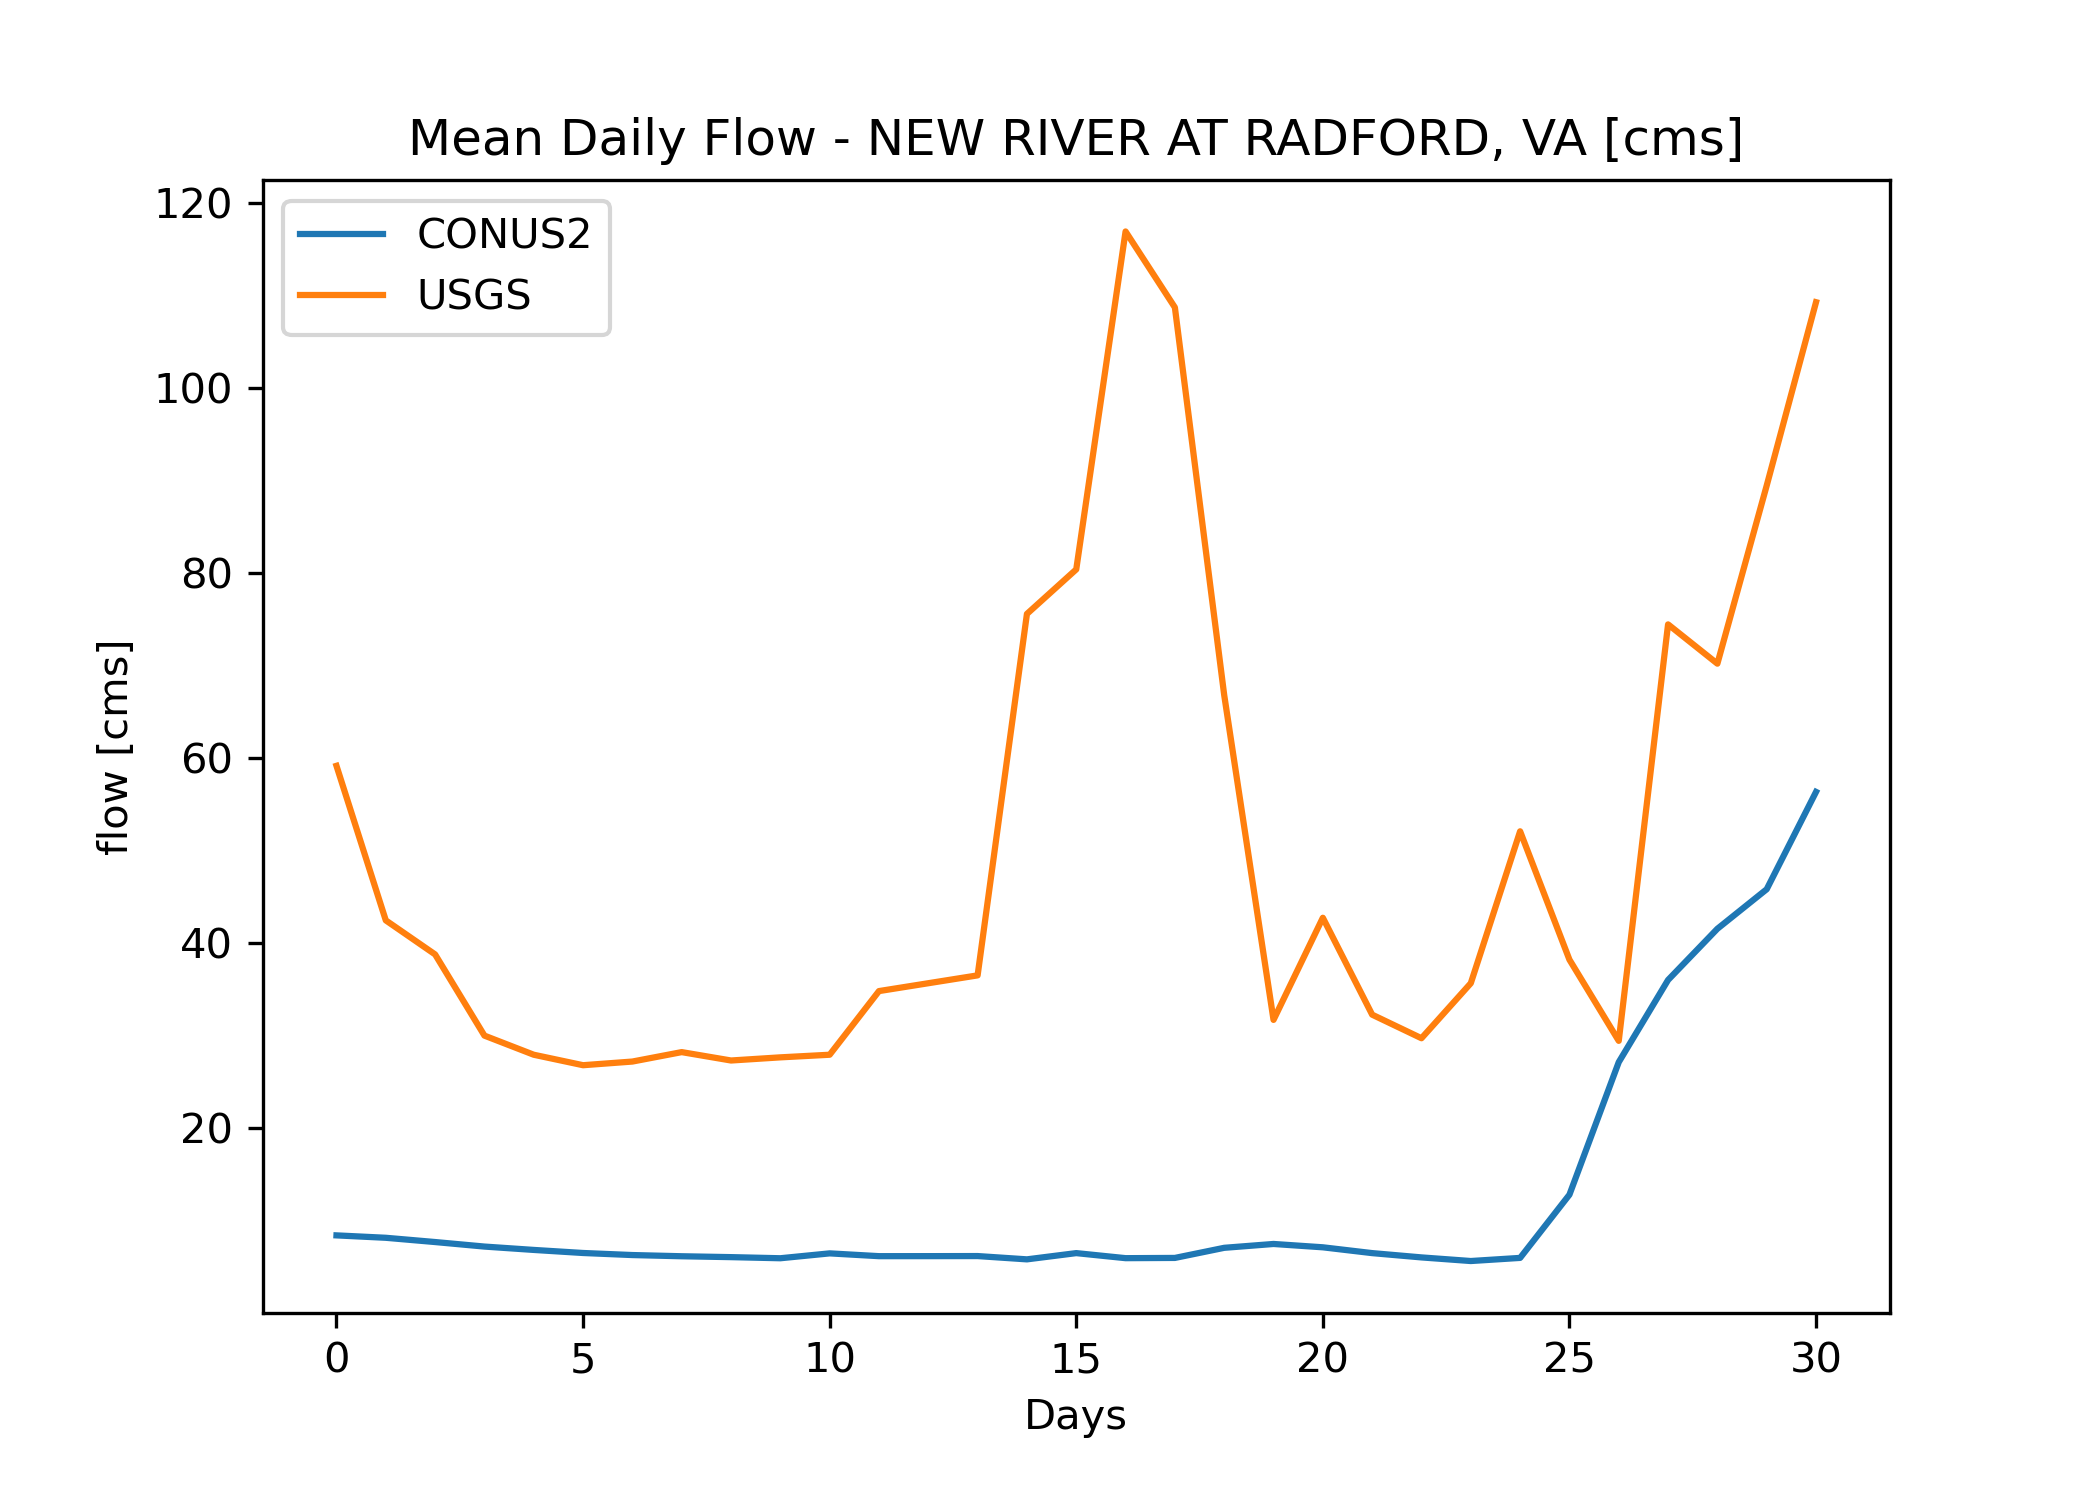 Mean Daily Flow - NEW RIVER AT RADFORD, VA [cms]
CONUS2
USGS
120
100
80
60
40
20
flow [cms]
0 5 10 15 20 25 30
Days